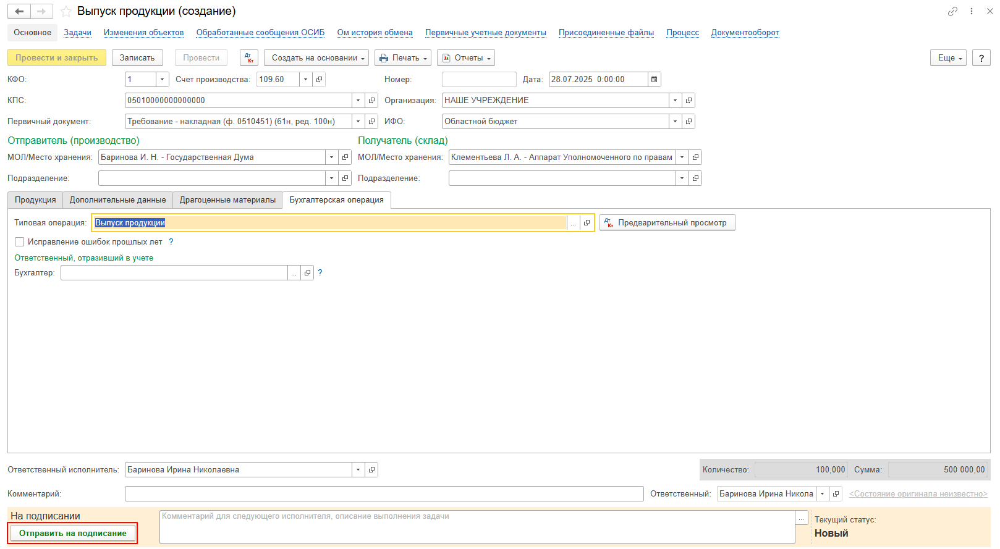 Выпуск продукции (создание)
Основное Задачи Изменения объектов Обработанные сообщения ОСИБ Ом история обмена Первичные учетные документы Присоединенные файлы Процесс Документооборот
Провести и закрыть Записать Провести Дт Кт Создать на основании Печать Отчеты Еще ?
КФО: 1 Счет производства: 109.60 Номер: Дата: 28.07.2025 0:00:00
КПС: 05010000000000000 Организация: НАШЕ УЧРЕЖДЕНИЕ
Первичный документ: Требование - накладная (ф. 0510451) (61н, ред. 100н) ИФО: Областной бюджет
Отправитель (производство) Получатель (склад)
МОЛ/Место хранения: Баринова И. Н. - Государственная Дума МОЛ/Место хранения: Клементьева Л. А. - Аппарат Уполномоченного по правам
Подразделение: Подразделение:
Продукция Дополнительные данные Драгоценные материалы Бухгалтерская операция
Типовая операция: Выпуск продукции ... Дт Кт Предварительный просмотр
Исправление ошибок прошлых лет ?
Ответственный, отразивший в учете
Бухгалтер: ... ?
Ответственный исполнитель: Баринова Ирина Николаевна Количество: 100,000 Сумма: 500 000,00
Комментарий: Ответственный: Баринова Ирина Никола <Состояние оригинала неизвестно>
На подписании Комментарий для следующего исполнителя, описание выполнения задачи ... Текущий статус:
Отправить на подписание Новый